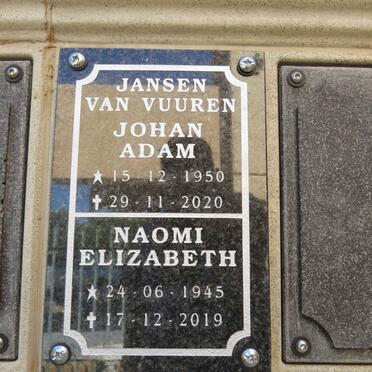 JANSEN
VAN VUUREN
JOHAN
ADAM
★ 15 - 12 - 1950
✝ 29 - 11 - 2020
NAOMI
ELIZABETH
★ 24 - 06 - 1945
✝ 17 - 12 - 2019